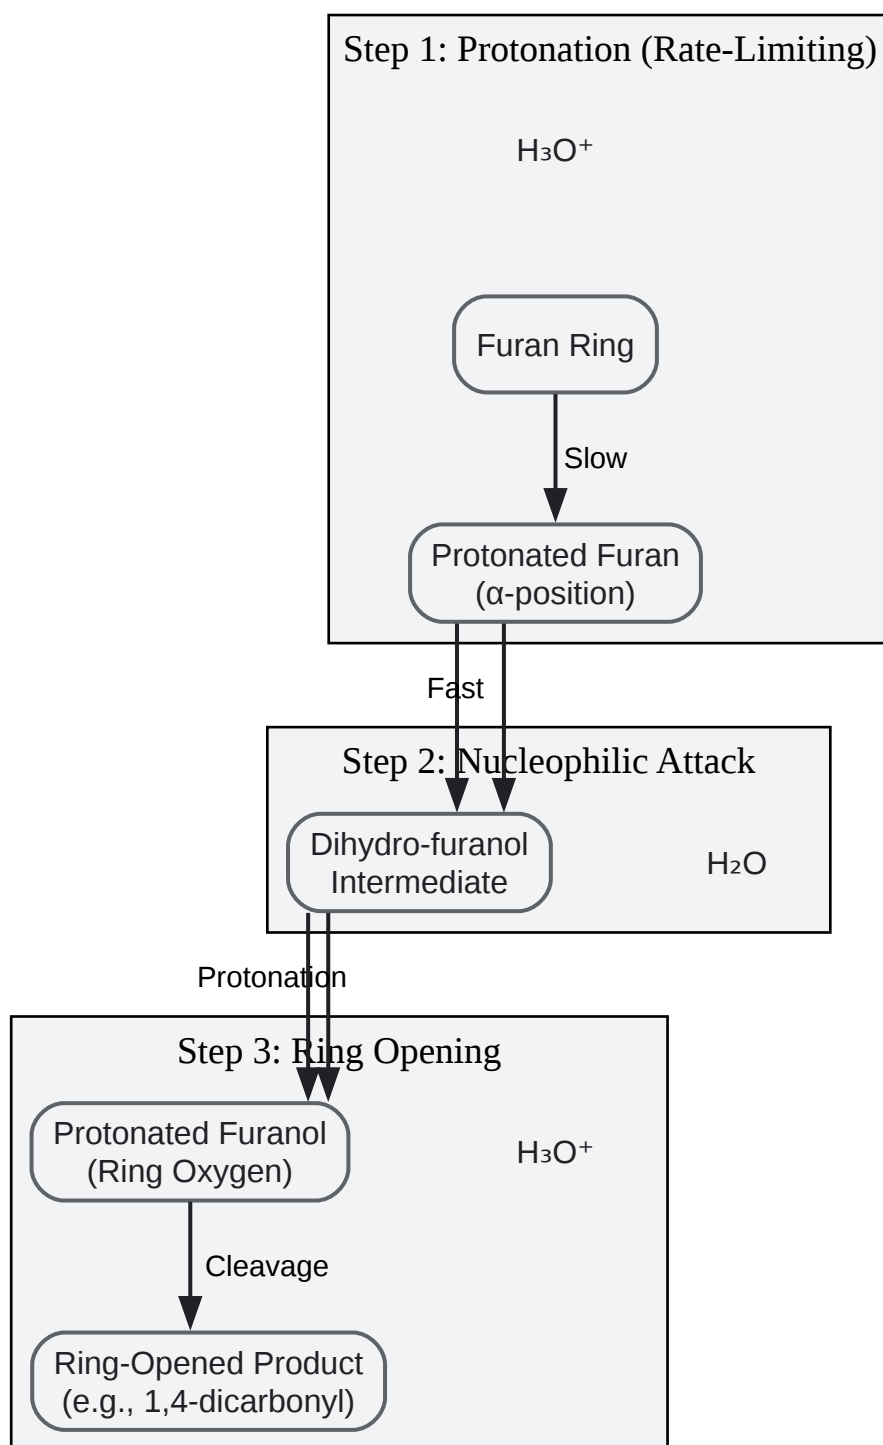 Step 1: Protonation (Rate-Limiting)
H₃O⁺
Furan Ring
Slow
Protonated Furan
(α-position)
Fast
Step 2: Nucleophilic Attack
Dihydro-furanol
Intermediate
H₂O
Protonation
Step 3: Ring Opening
Protonated Furanol
(Ring Oxygen)
H₃O⁺
Cleavage
Ring-Opened Product
(e.g., 1,4-dicarbonyl)